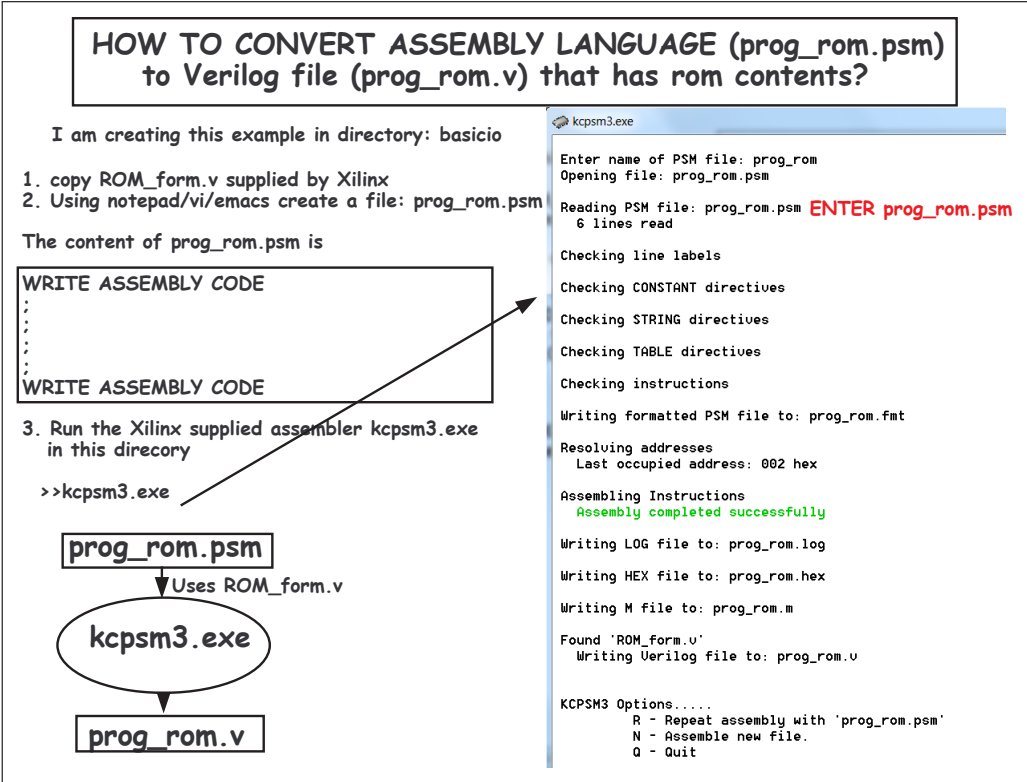 HOW TO CONVERT ASSEMBLY LANGUAGE (prog_rom.psm)
to Verilog file (prog_rom.v) that has rom contents?
I am creating this example in directory: basicio
1. copy ROM_form.v supplied by Xilinx
2. Using notepad/vi/emacs create a file: prog_rom.psm
The content of prog_rom.psm is
WRITE ASSEMBLY CODE
;
;
;
;
WRITE ASSEMBLY CODE
3. Run the Xilinx supplied assembler kcpsm3.exe
in this direcory
>>kcpsm3.exe
prog_rom.psm
Uses ROM_form.v
kcpsm3.exe
prog_rom.v
kcpsm3.exe
Enter name of PSM file: prog_rom
Opening file: prog_rom.psm
Reading PSM file: prog_rom.psm ENTER prog_rom.psm
6 lines read
Checking line labels
Checking CONSTANT directives
Checking STRING directives
Checking TABLE directives
Checking instructions
Writing formatted PSM file to: prog_rom.fmt
Resolving addresses
Last occupied address: 002 hex
Assembling Instructions
Assembly completed successfully
Writing LOG file to: prog_rom.log
Writing HEX file to: prog_rom.hex
Writing M file to: prog_rom.m
Found 'ROM_form.v'
Writing Verilog file to: prog_rom.v
KCPSM3 Options.....
R - Repeat assembly with 'prog_rom.psm'
N - Assemble new file.
Q - Quit